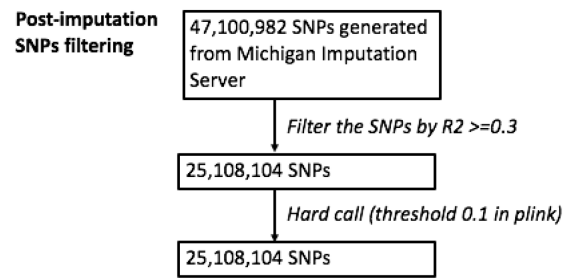 Post-imputation
SNPs filtering
47,100,982 SNPs generated
from Michigan Imputation
Server
Filter the SNPs by R2 >=0.3
25,108,104 SNPs
Hard call (threshold 0.1 in plink)
25,108,104 SNPs